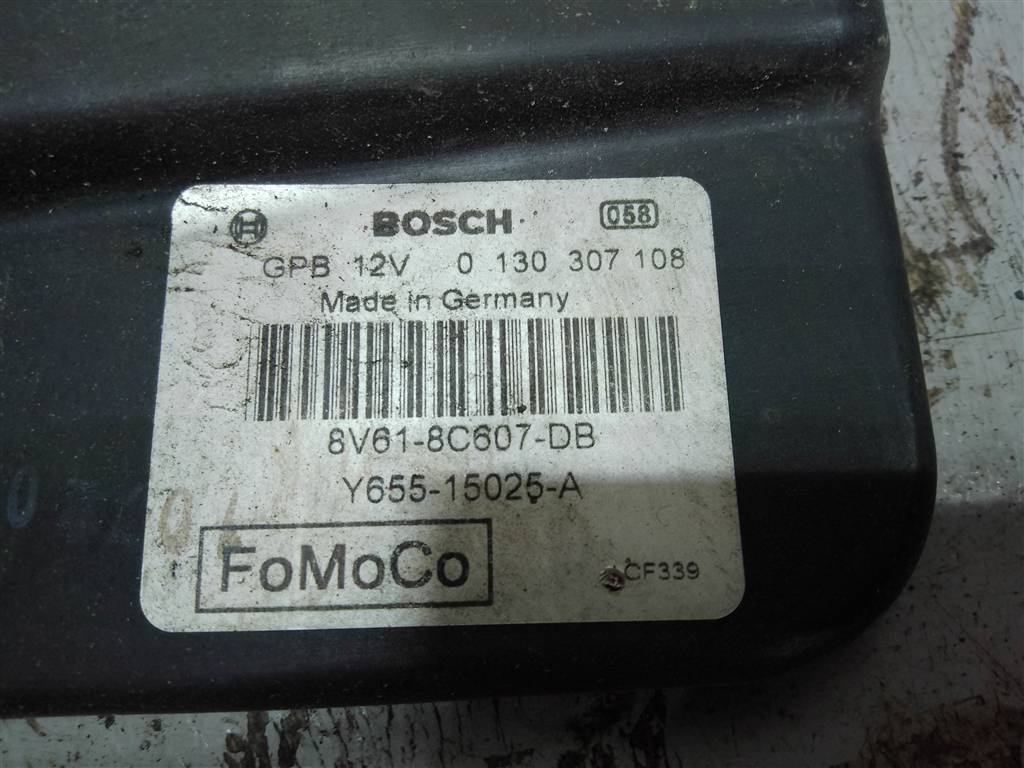 BOSCH 058
GPB 12V 0 130 307 108
Made in Germany
8V61-8C607-DB
Y655-15025-A
FoMoCo
CF339